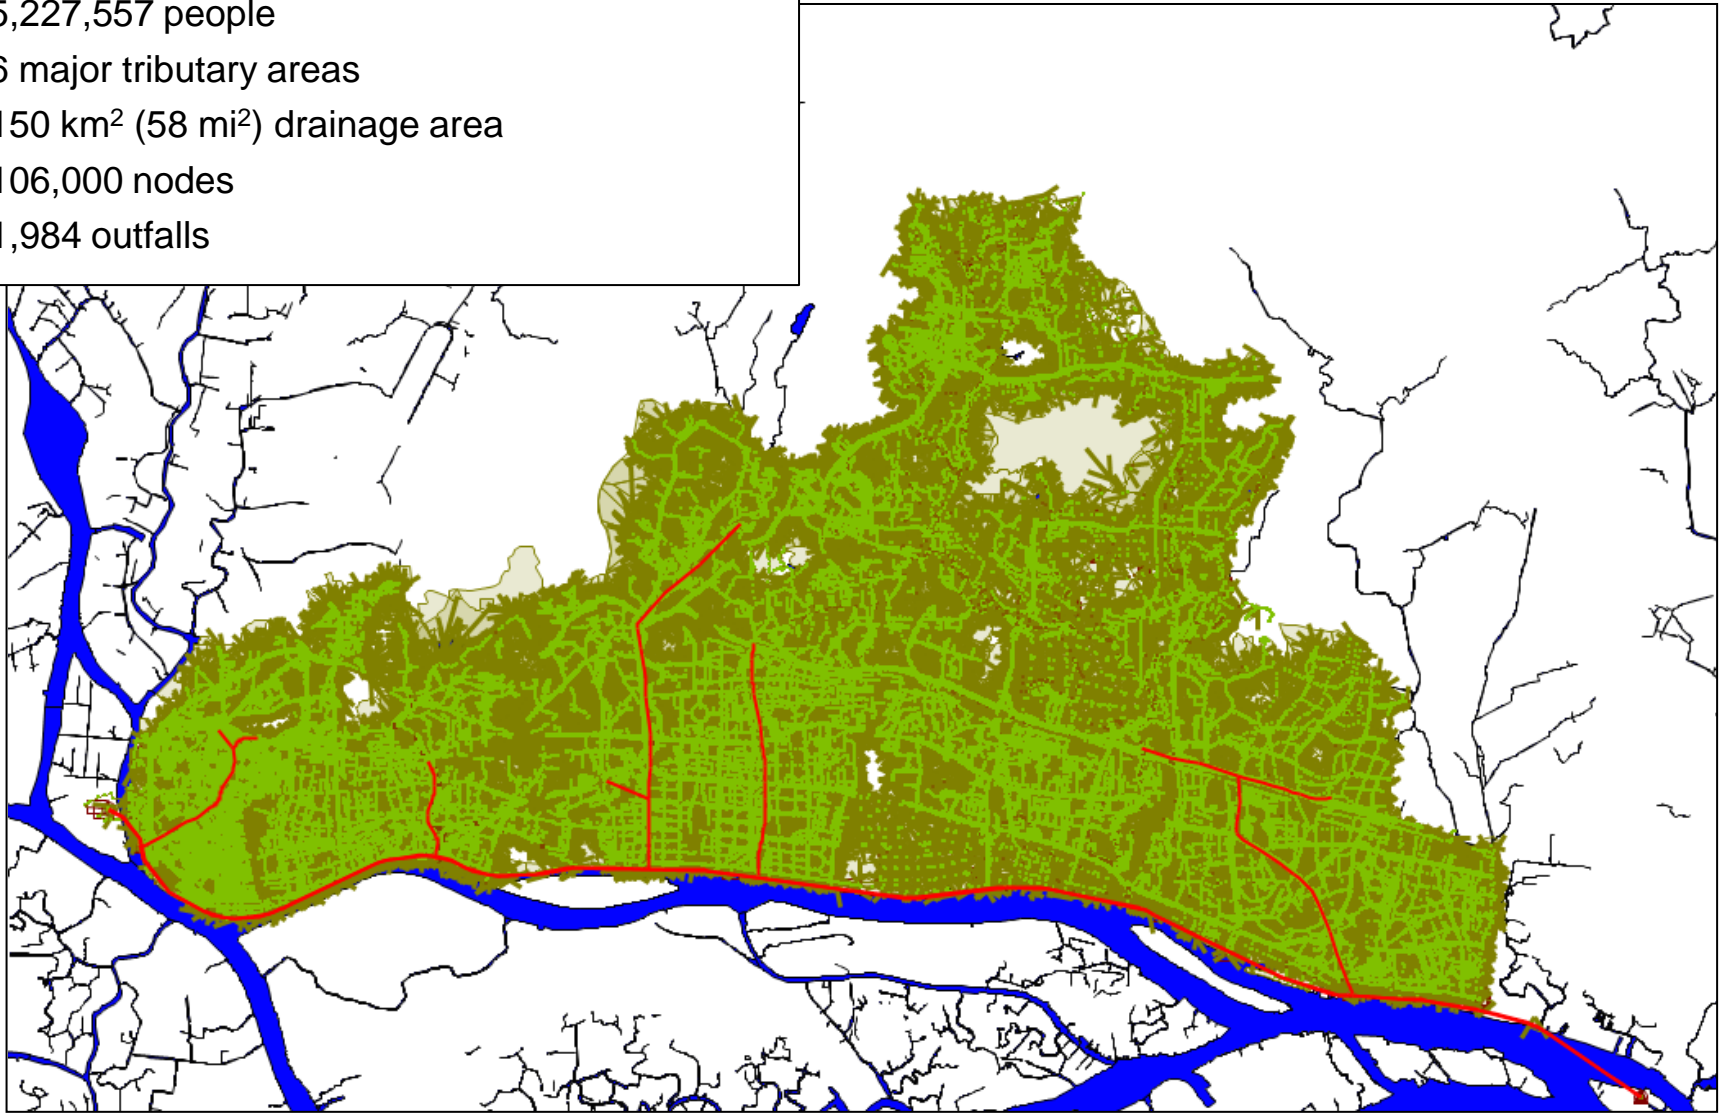 5,227,557 people
6 major tributary areas
150 km² (58 mi²) drainage area
106,000 nodes
1,984 outfalls